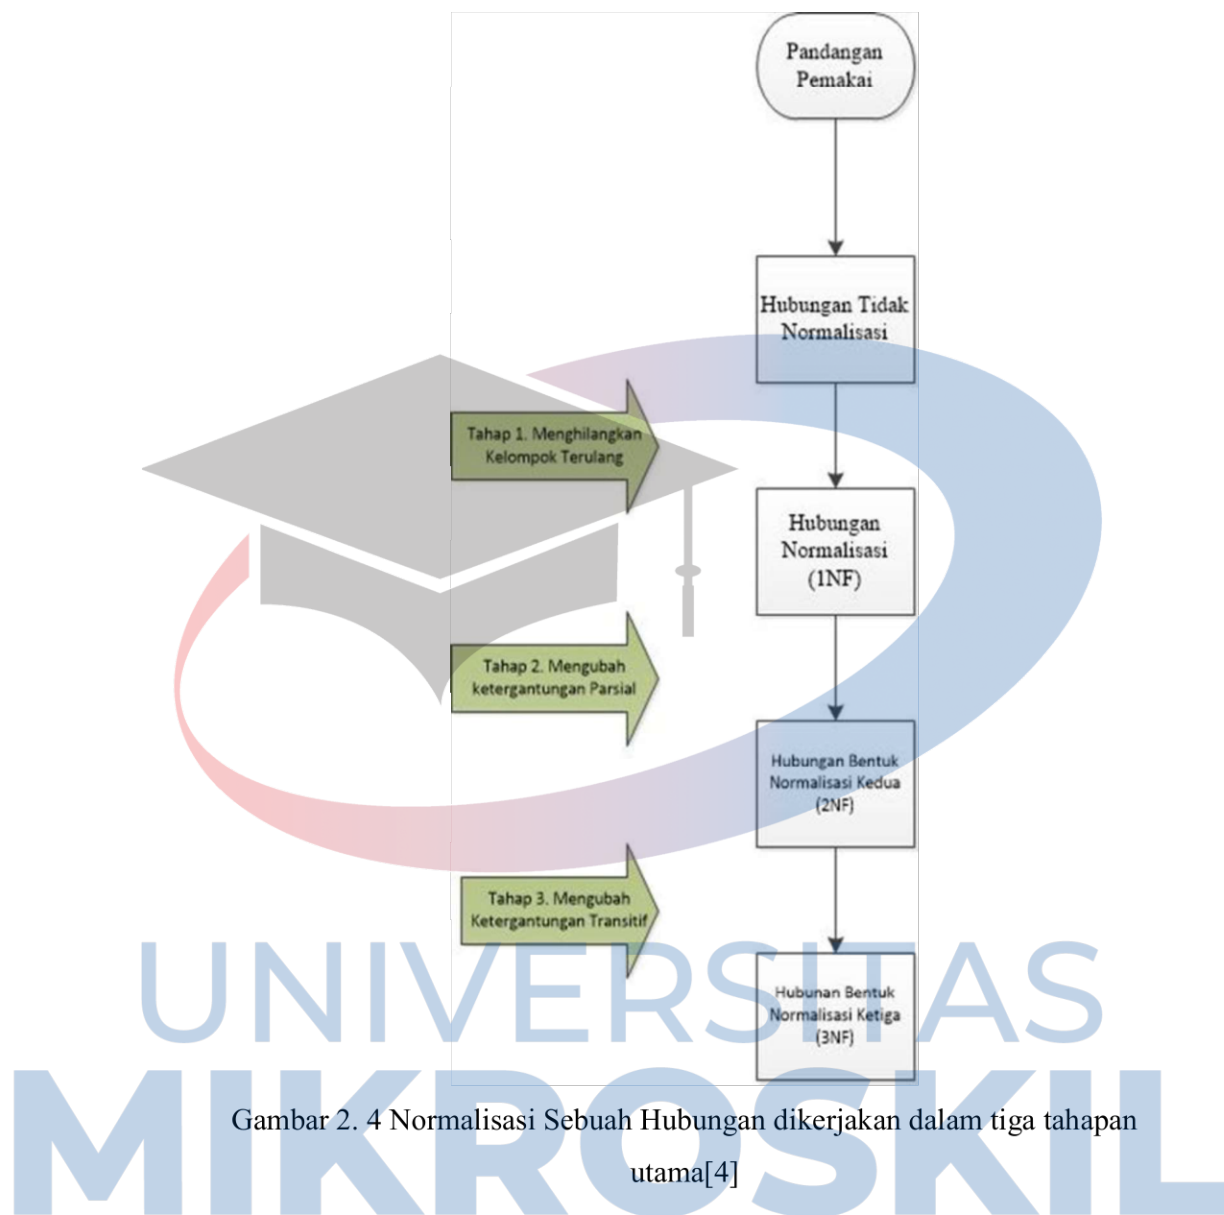 Pandangan
Pemakai
Hubungan Tidak
Normalisasi
Tahap 1. Menghilangkan
Kelompok Terulang
Hubungan
Normalisasi
(1NF)
Tahap 2. Mengubah
ketergantungan Parsial
Hubungan Bentuk
Normalisasi Kedua
(2NF)
Tahap 3. Mengubah
Ketergantungan Transitif
Hubunan Bentuk
Normalisasi Ketiga
(3NF)
UNIVERSITAS
MIKROSKIL
Gambar 2. 4 Normalisasi Sebuah Hubungan dikerjakan dalam tiga tahapan
utama[4]